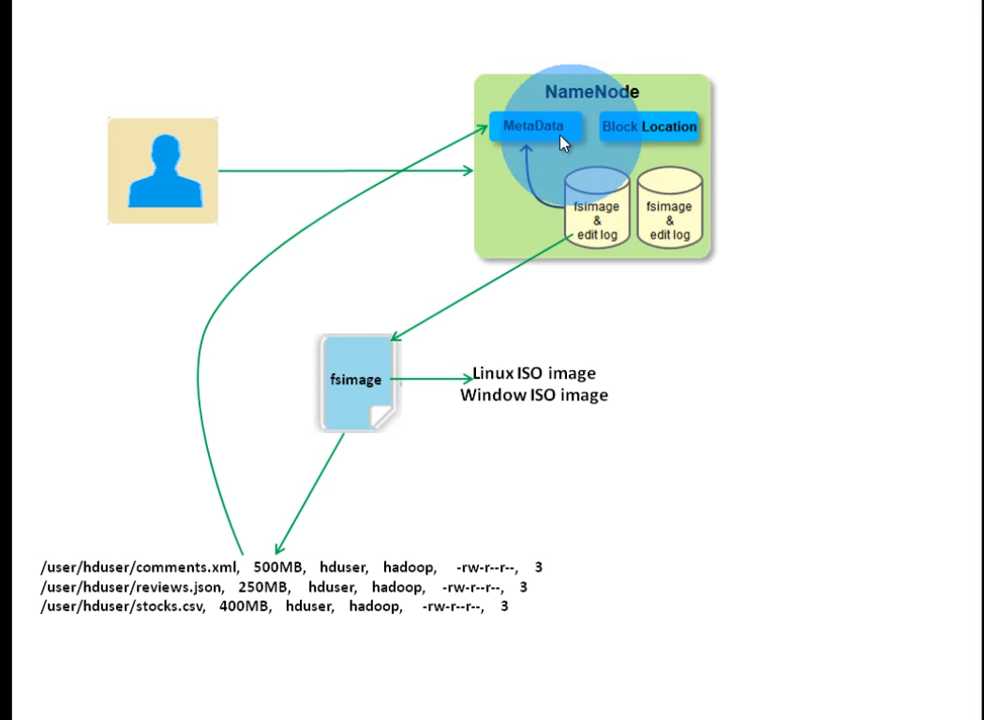 NameNode
MetaData
Block Location
fsimage
&
edit log
fsimage
&
edit log
fsimage
Linux ISO image
Window ISO image
/user/hduser/comments.xml, 500MB, hduser, hadoop, -rw-r--r--, 3
/user/hduser/reviews.json, 250MB, hduser, hadoop, -rw-r--r--, 3
/user/hduser/stocks.csv, 400MB, hduser, hadoop, -rw-r--r--, 3